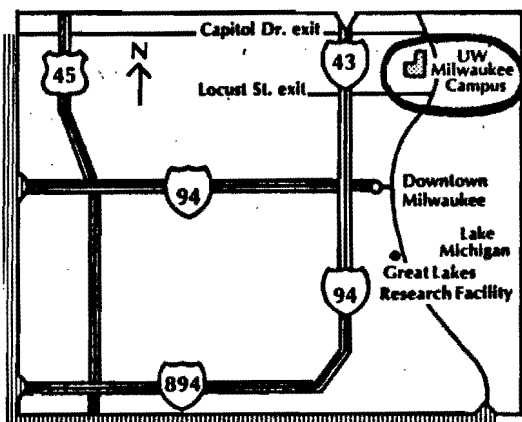 Capitol Dr. exit
N
45
43
UW
Milwaukee
Campus
Locust St. exit
94
Downtown
Milwaukee
Lake
Michigan
Great Lakes
Research Facility
94
894